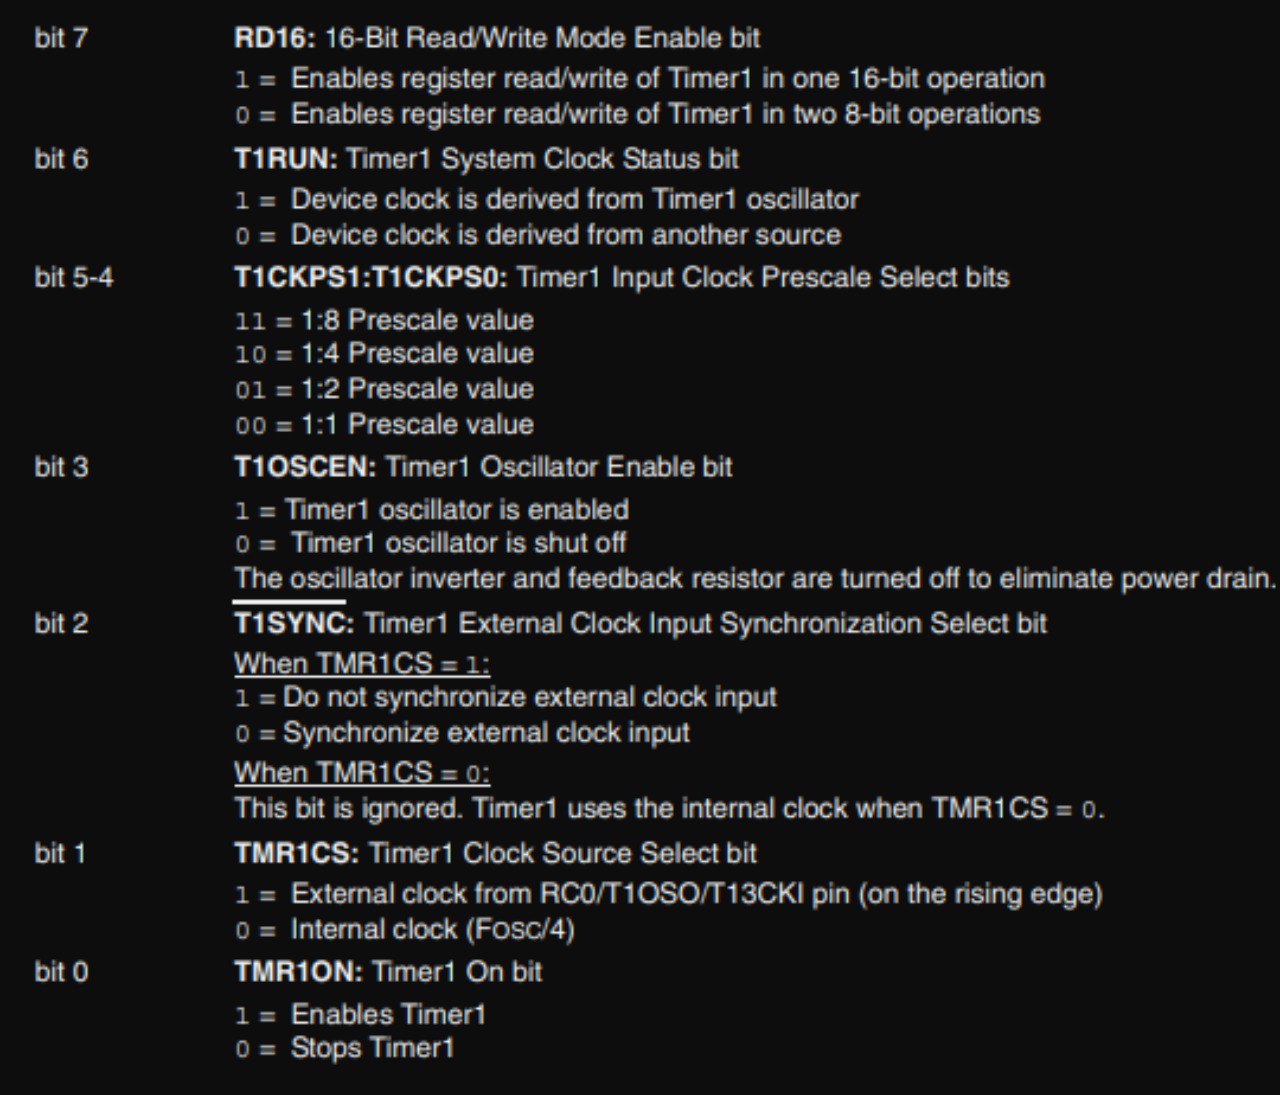 bit 7 RD16: 16-Bit Read/Write Mode Enable bit
1 = Enables register read/write of Timer1 in one 16-bit operation
0 = Enables register read/write of Timer1 in two 8-bit operations
bit 6 T1RUN: Timer1 System Clock Status bit
1 = Device clock is derived from Timer1 oscillator
0 = Device clock is derived from another source
bit 5-4 T1CKPS1:T1CKPS0: Timer1 Input Clock Prescale Select bits
11 = 1:8 Prescale value
10 = 1:4 Prescale value
01 = 1:2 Prescale value
00 = 1:1 Prescale value
bit 3 T1OSCEN: Timer1 Oscillator Enable bit
1 = Timer1 oscillator is enabled
0 = Timer1 oscillator is shut off
The oscillator inverter and feedback resistor are turned off to eliminate power drain.
bit 2 T1SYNC: Timer1 External Clock Input Synchronization Select bit
When TMR1CS = 1:
1 = Do not synchronize external clock input
0 = Synchronize external clock input
When TMR1CS = 0:
This bit is ignored. Timer1 uses the internal clock when TMR1CS = 0.
bit 1 TMR1CS: Timer1 Clock Source Select bit
1 = External clock from RC0/T1OSO/T13CKI pin (on the rising edge)
0 = Internal clock (FOSC/4)
bit 0 TMR1ON: Timer1 On bit
1 = Enables Timer1
0 = Stops Timer1